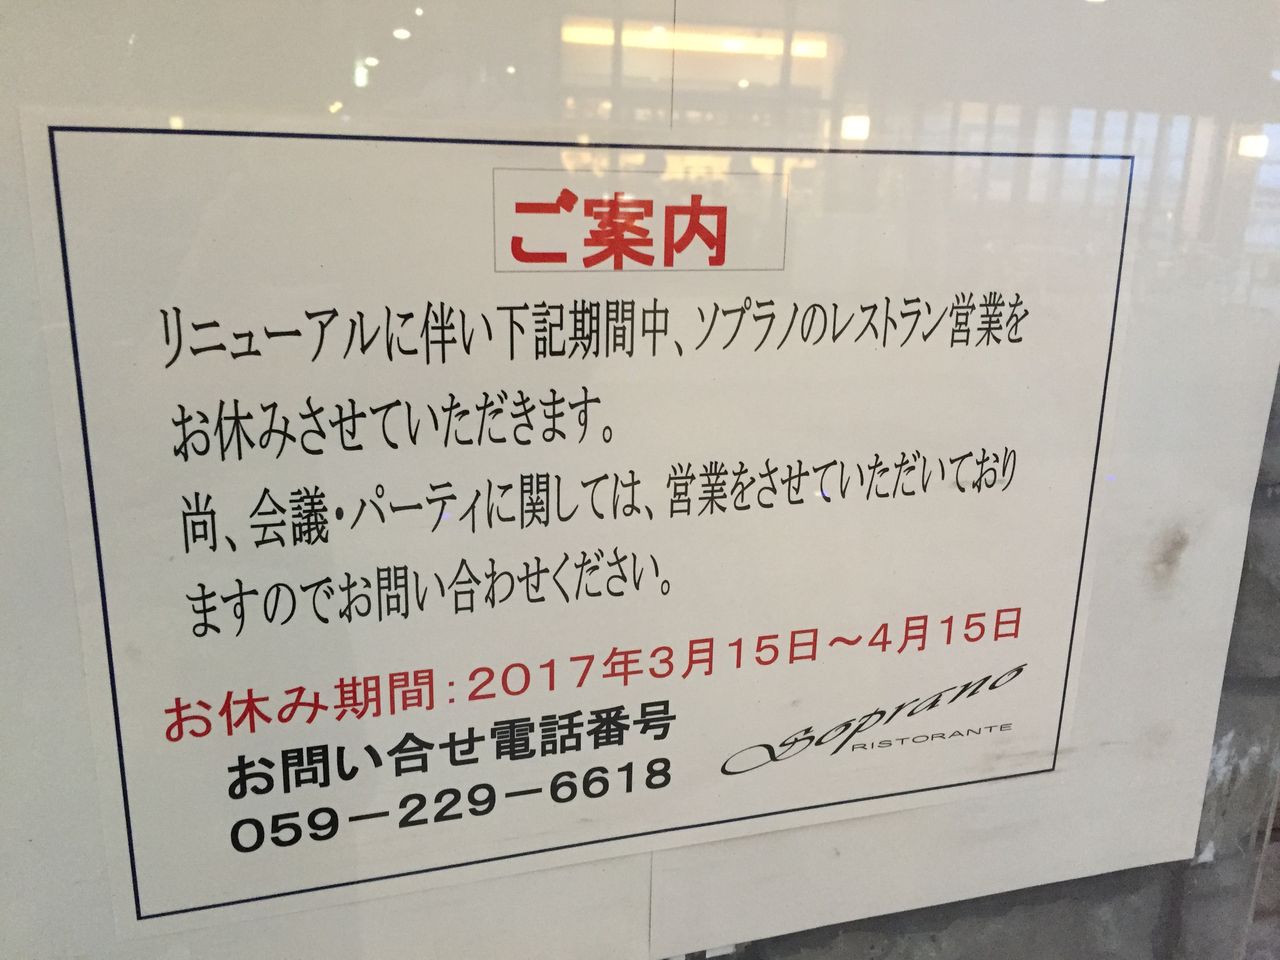 ご案内
リニューアルに伴い下記期間中、ソプラノのレストラン営業を
お休みさせていただきます。
尚、会議・パーティに関しては、営業をさせていただいており
ますのでお問い合わせください。
お休み期間：2017年3月15日～4月15日
お問い合せ電話番号
059－229－6618
Soprano
RISTORANTE